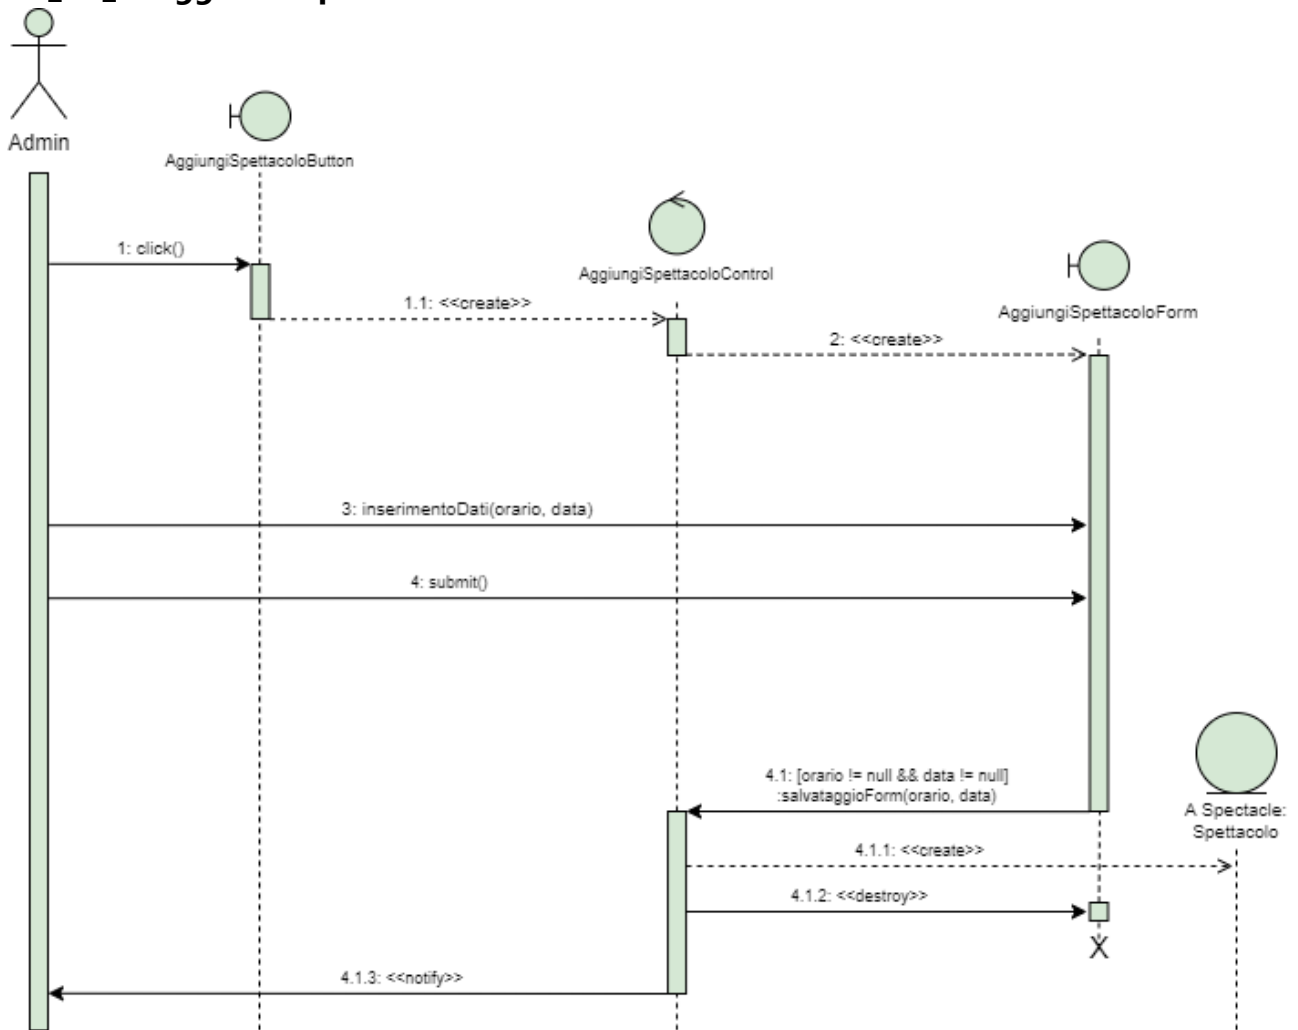 Admin
AggiungiSpettacoloButton
1: click()
AggiungiSpettacoloControl
1.1: <<create>>
AggiungiSpettacoloForm
2: <<create>>
3: inserimentoDati(orario, data)
4: submit()
4.1: [orario != null && data != null]
:salvataggioForm(orario, data)
A Spectacle:
Spettacolo
4.1.1: <<create>>
4.1.2: <<destroy>>
X
4.1.3: <<notify>>